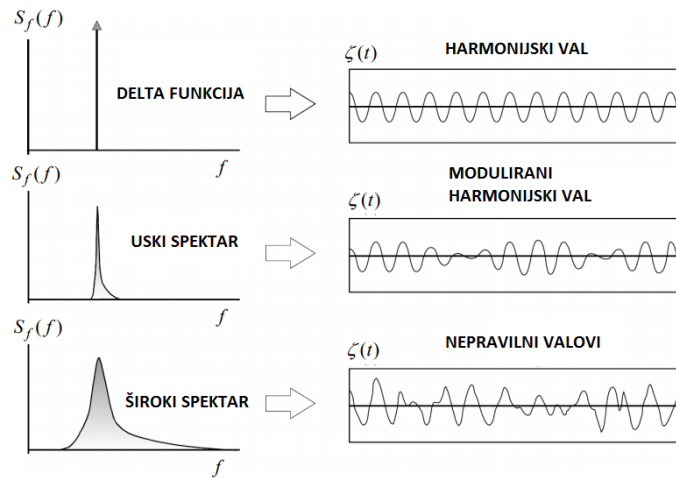 S_f(f)
HARMONIJSKI VAL
ζ(t)
DELTA FUNKCIJA
f
S_f(f)
MODULIRANI
HARMONIJSKI VAL
ζ(t)
USKI SPEKTAR
f
S_f(f)
NEPRAVILNI VALOVI
ζ(t)
ŠIROKI SPEKTAR
f